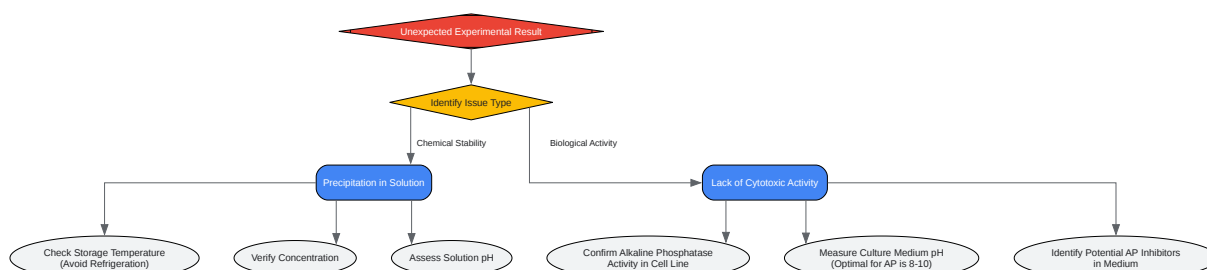 Unexpected Experimental Result
Identify Issue Type
Chemical Stability
Biological Activity
Precipitation in Solution
Lack of Cytotoxic Activity
Check Storage Temperature
(Avoid Refrigeration)
Verify Concentration
Assess Solution pH
Confirm Alkaline Phosphatase
Activity in Cell Line
Measure Culture Medium pH
(Optimal for AP is 8-10)
Identify Potential AP Inhibitors
in Medium